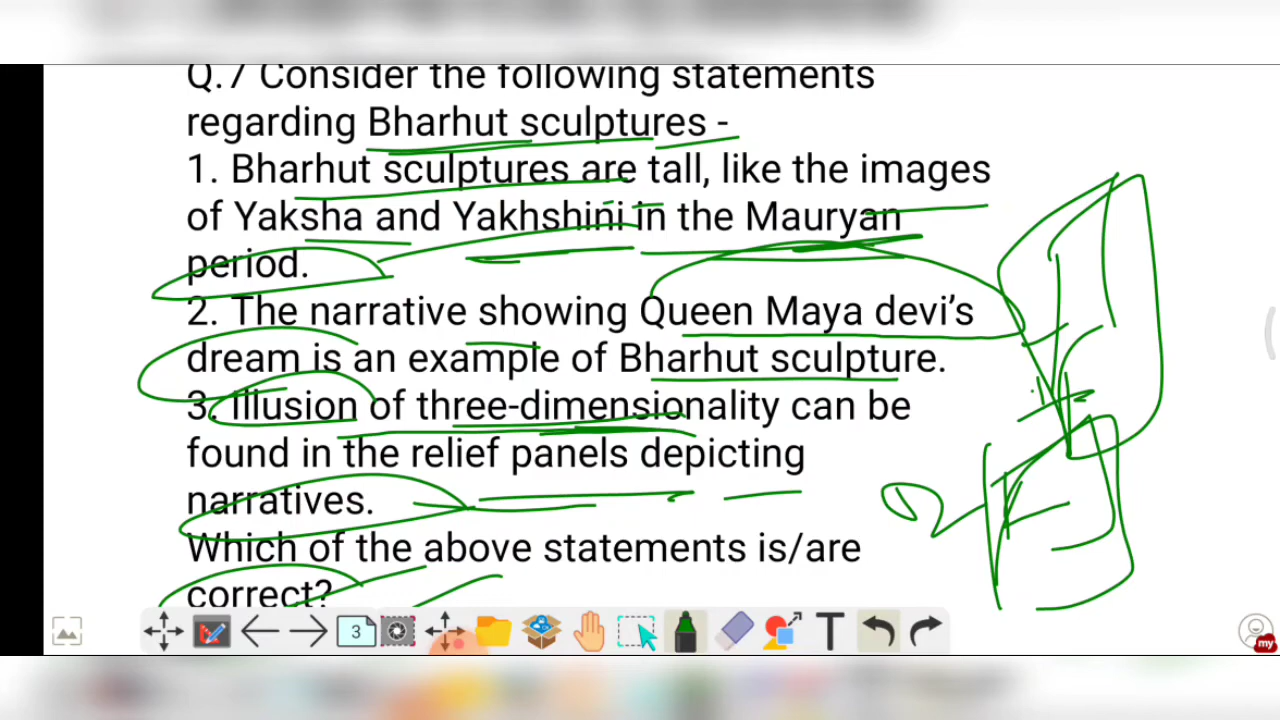 Q.7 Consider the following statements
regarding Bharhut sculptures -
1. Bharhut sculptures are tall, like the images
of Yaksha and Yakhshini in the Mauryan
period.
2. The narrative showing Queen Maya devi's
dream is an example of Bharhut sculpture.
3. Illusion of three-dimensionality can be
found in the relief panels depicting
narratives.
Which of the above statements is/are
correct?
3
T
my